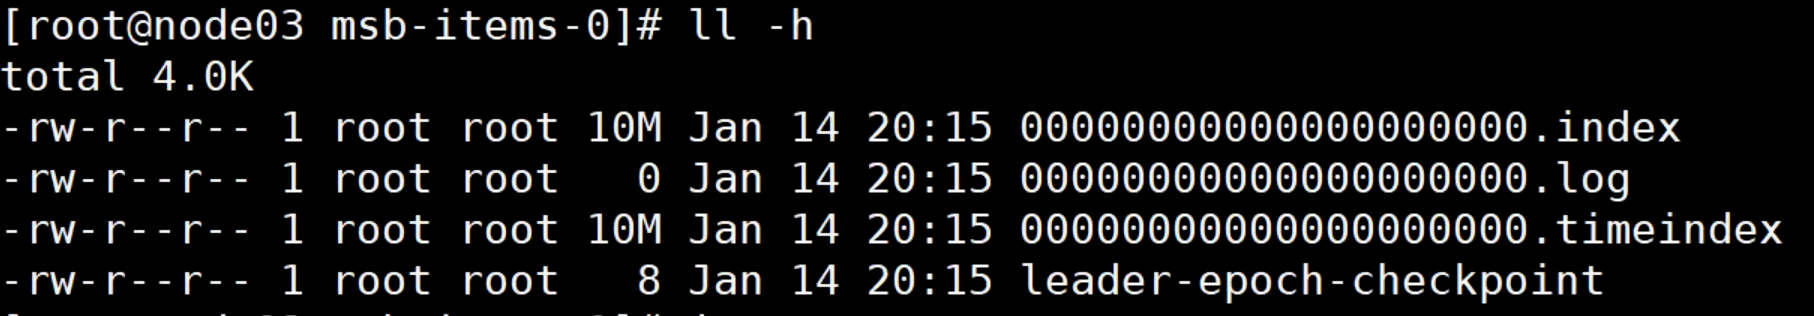 [root@node03 msb-items-0]# ll -h
total 4.0K
-rw-r--r-- 1 root root 10M Jan 14 20:15 00000000000000000000.index
-rw-r--r-- 1 root root   0 Jan 14 20:15 00000000000000000000.log
-rw-r--r-- 1 root root 10M Jan 14 20:15 00000000000000000000.timeindex
-rw-r--r-- 1 root root   8 Jan 14 20:15 leader-epoch-checkpoint